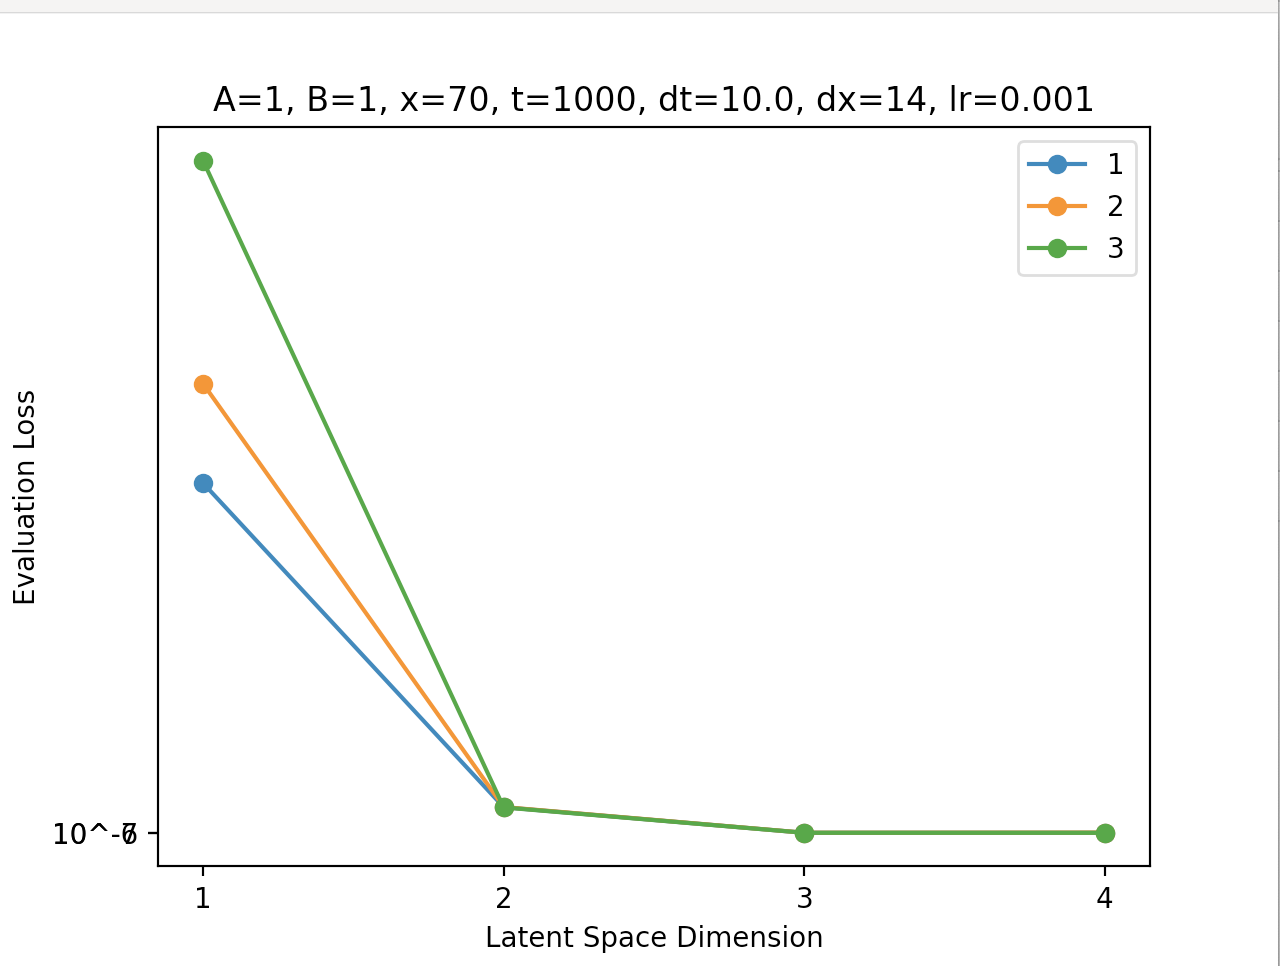 A=1, B=1, x=70, t=1000, dt=10.0, dx=14, lr=0.001
1
2
3
Evaluation Loss
1 2 3 4
Latent Space Dimension